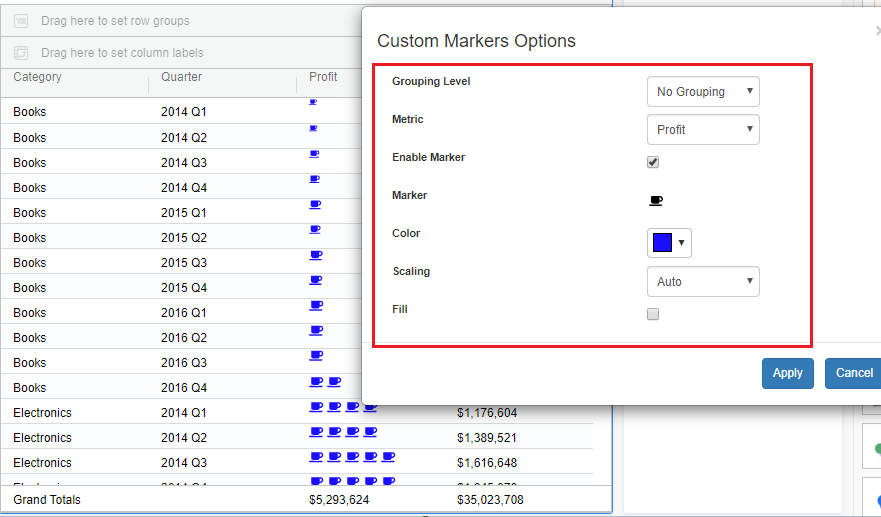 Drag here to set row groups
Drag here to set column labels
Category Quarter Profit
Books 2014 Q1
Books 2014 Q2
Books 2014 Q3
Books 2014 Q4
Books 2015 Q1
Books 2015 Q2
Books 2015 Q3
Books 2015 Q4
Books 2016 Q1
Books 2016 Q2
Books 2016 Q3
Books 2016 Q4
Electronics 2014 Q1 $1,176,604
Electronics 2014 Q2 $1,389,521
Electronics 2014 Q3 $1,616,648
Grand Totals $5,293,624 $35,023,708
Custom Markers Options
Grouping Level No Grouping
Metric Profit
Enable Marker
Marker
Color
Scaling Auto
Fill
Apply Cancel